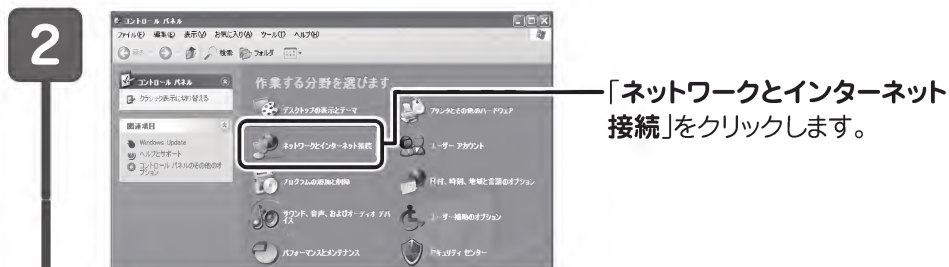 2
コントロール パネル
ファイル(F) 編集(E) 表示(V) お気に入り(A) ツール(T) ヘルプ(H)
戻る 検索 フォルダ
コントロール パネル
クラシック表示に切り替える
関連項目
Windows Update
ヘルプとサポート
コントロール パネルのその他のオプション
作業する分野を選びます
デスクトップの表示とテーマ
プリンタとその他のハードウェア
ネットワークとインターネット接続
ユーザー アカウント
プログラムの追加と削除
日付、時刻、地域と言語のオプション
サウンド、音声、およびオーディオ デバイス
ユーザー補助のオプション
パフォーマンスとメンテナンス
セキュリティ センター
「ネットワークとインターネット
接続」をクリックします。